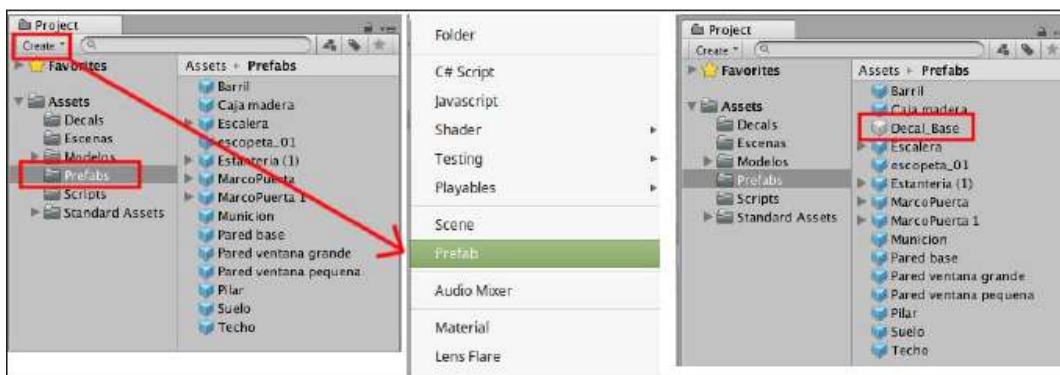 Project
Create
Favorites
Assets
Decals
Escenas
Modelos
Prefabs
Scripts
Standard Assets
Assets Prefabs
Barril
Caja madera
Escalera
escopeta_01
Estanteria (1)
MarcoPuerta
MarcoPuerta 1
Municion
Pared base
Pared ventana grande
Pared ventana pequena
Pilar
Suelo
Techo
Folder
C# Script
Javascript
Shader
Testing
Playables
Scene
Prefab
Audio Mixer
Material
Lens Flare
Project
Create
Favorites
Assets
Decals
Escenas
Modelos
Prefabs
Scripts
Standard Assets
Assets Prefabs
Barril
Caja madera
Decal_Base
Escalera
escopeta_01
Estanteria (1)
MarcoPuerta
MarcoPuerta 1
Municion
Pared base
Pared ventana grande
Pared ventana pequena
Pilar
Suelo
Techo